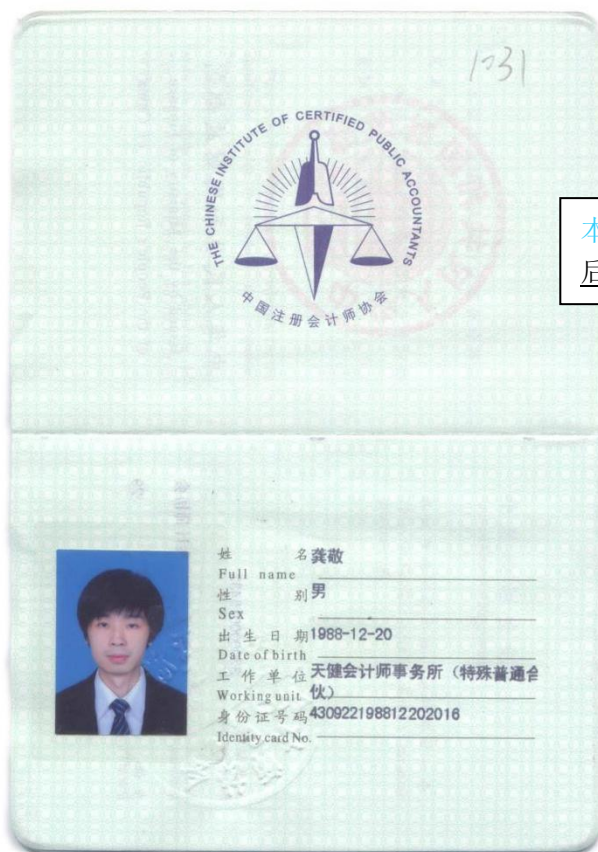 1031
THE CHINESE INSTITUTE OF CERTIFIED PUBLIC ACCOUNTANTS
中国注册会计师协会
本
后
姓 名 龚敬
Full name
性 别 男
Sex
出生日期 1988-12-20
Date of birth
工作单位 天健会计师事务所（特殊普通合
Working unit 伙）
身份证号码 430922198812202016
Identity card No.